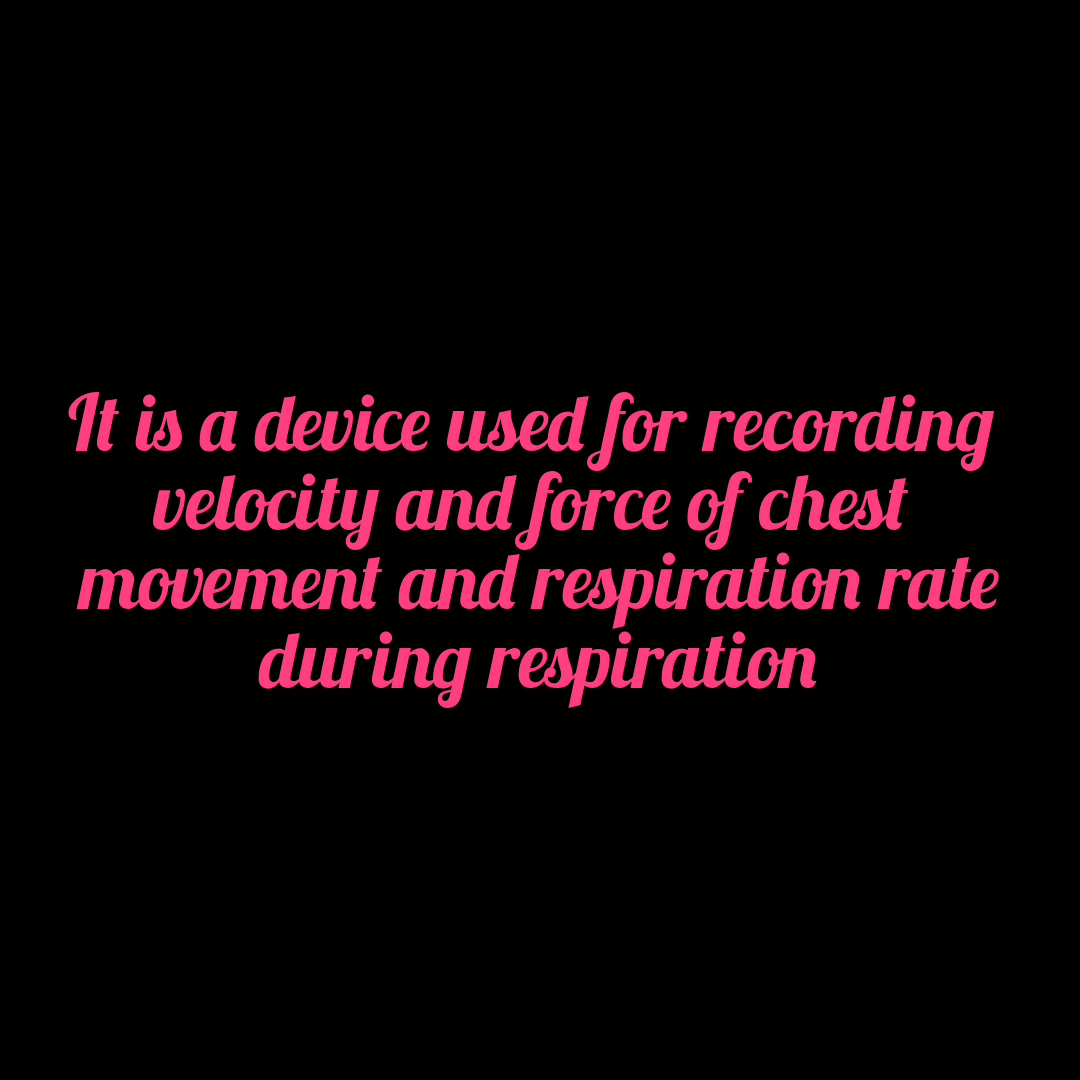 It is a device used for recording
velocity and force of chest
movement and respiration rate
during respiration